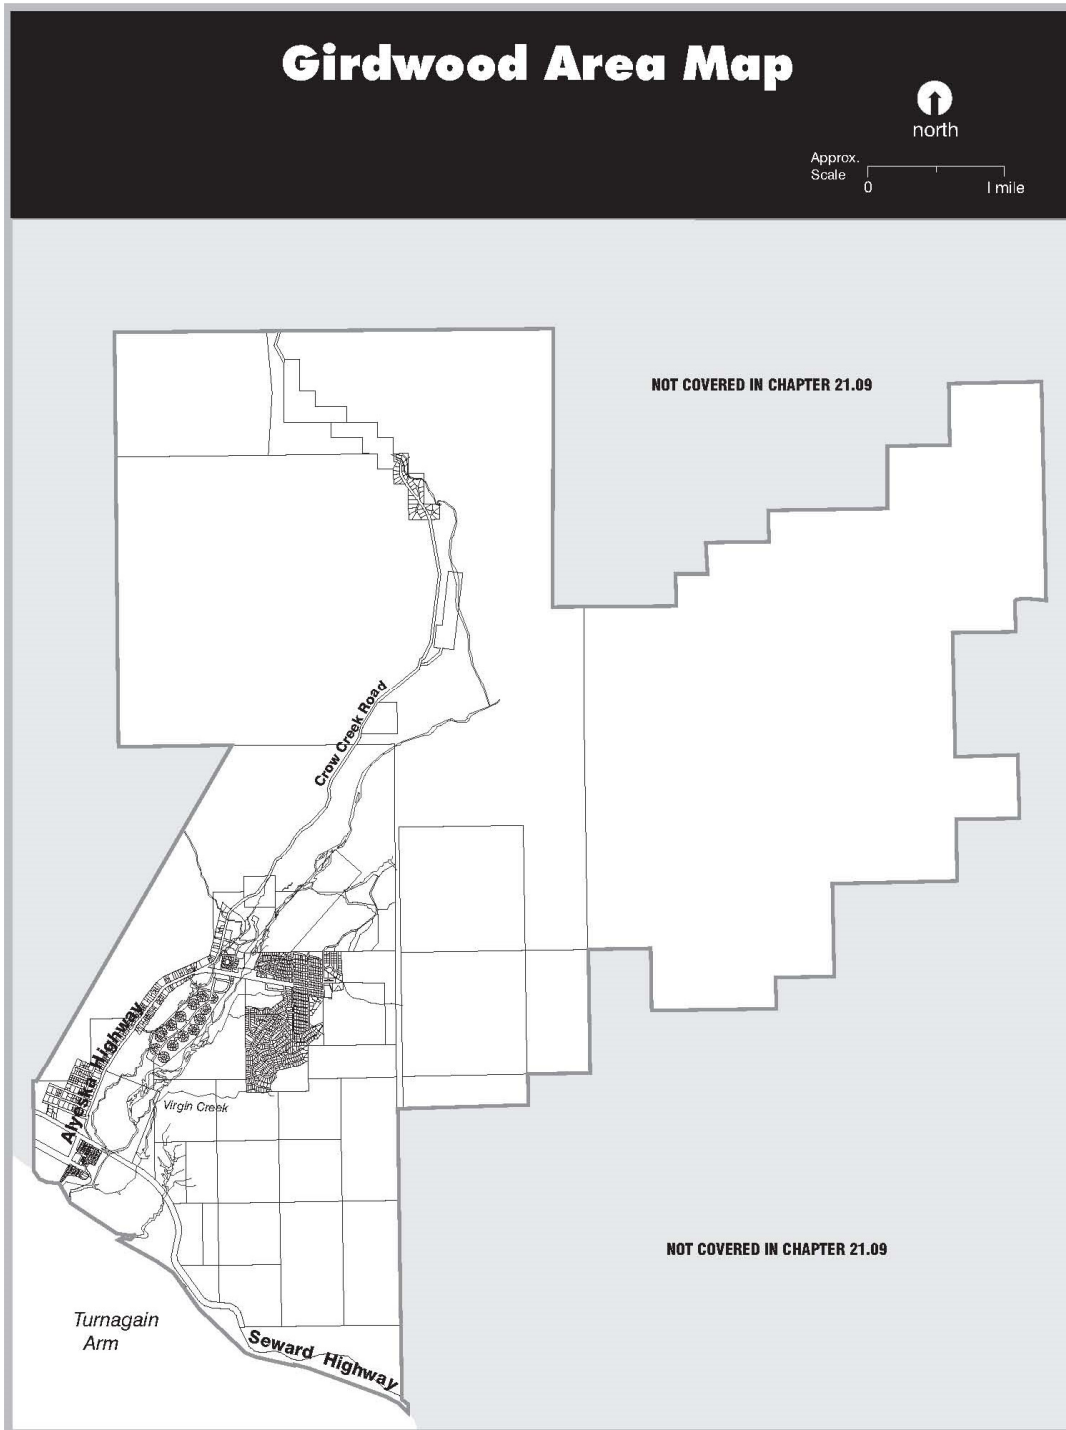 Girdwood Area Map
north
Approx.
Scale
0
1 mile
NOT COVERED IN CHAPTER 21.09
Crow Creek Road
Alyeska Highway
Virgin Creek
NOT COVERED IN CHAPTER 21.09
Turnagain
Arm
Seward Highway